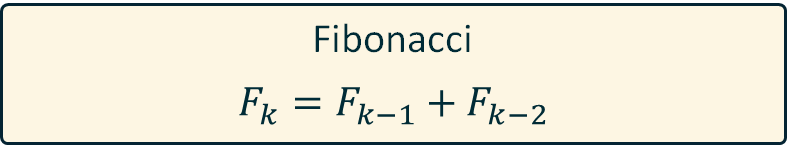 Fibonacci
F_k = F_{k-1} + F_{k-2}